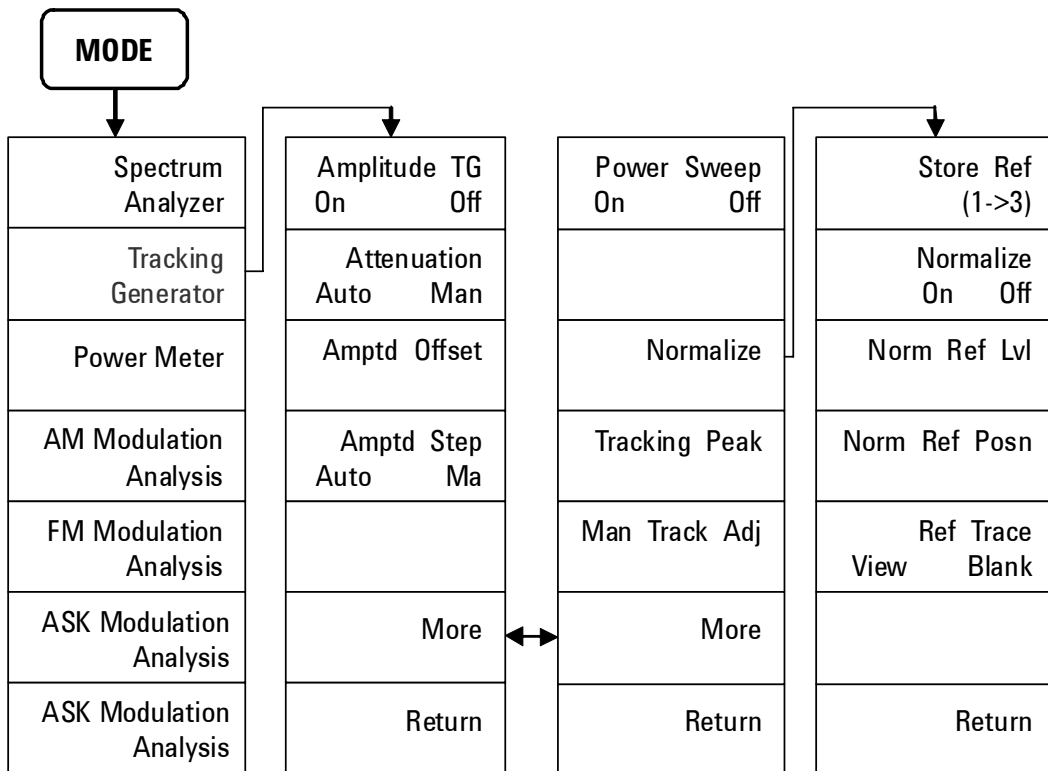 MODE
Spectrum
Analyzer
Tracking
Generator
Power Meter
AM Modulation
Analysis
FM Modulation
Analysis
ASK Modulation
Analysis
ASK Modulation
Analysis
Amplitude TG
On Off
Attenuation
Auto Man
Amptd Offset
Amptd Step
Auto Ma
More
Return
Power Sweep
On Off
Normalize
Tracking Peak
Man Track Adj
More
Return
Store Ref
(1->3)
Normalize
On Off
Norm Ref Lvl
Norm Ref Posn
Ref Trace
View Blank
Return